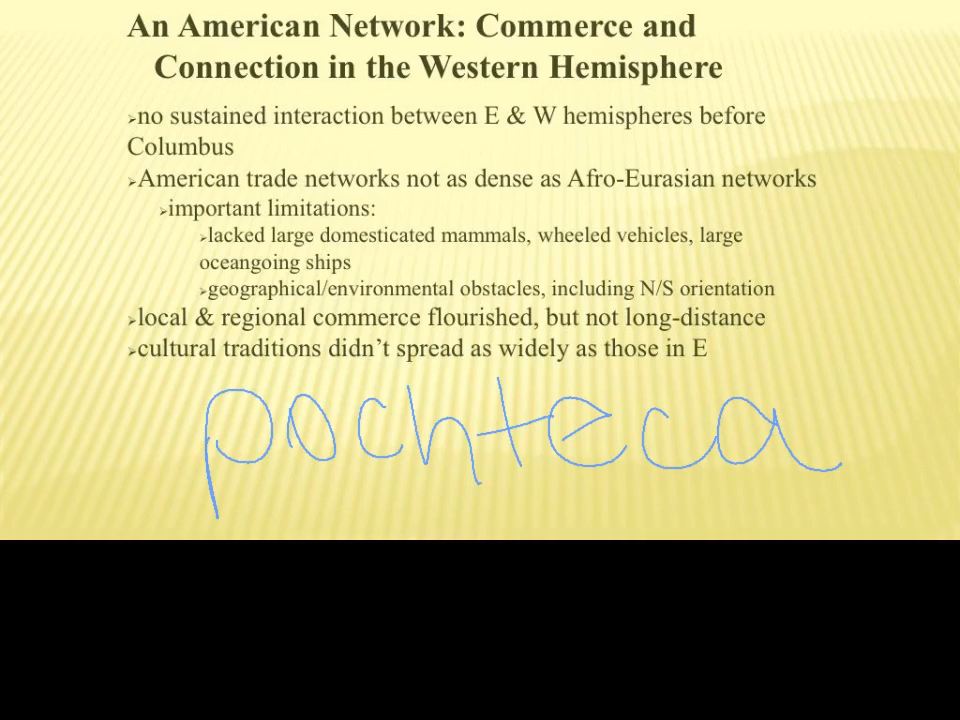 An American Network: Commerce and
Connection in the Western Hemisphere
➢no sustained interaction between E & W hemispheres before
Columbus
➢American trade networks not as dense as Afro-Eurasian networks
➢important limitations:
➢lacked large domesticated mammals, wheeled vehicles, large
oceangoing ships
➢geographical/environmental obstacles, including N/S orientation
➢local & regional commerce flourished, but not long-distance
➢cultural traditions didn't spread as widely as those in E
pochteca